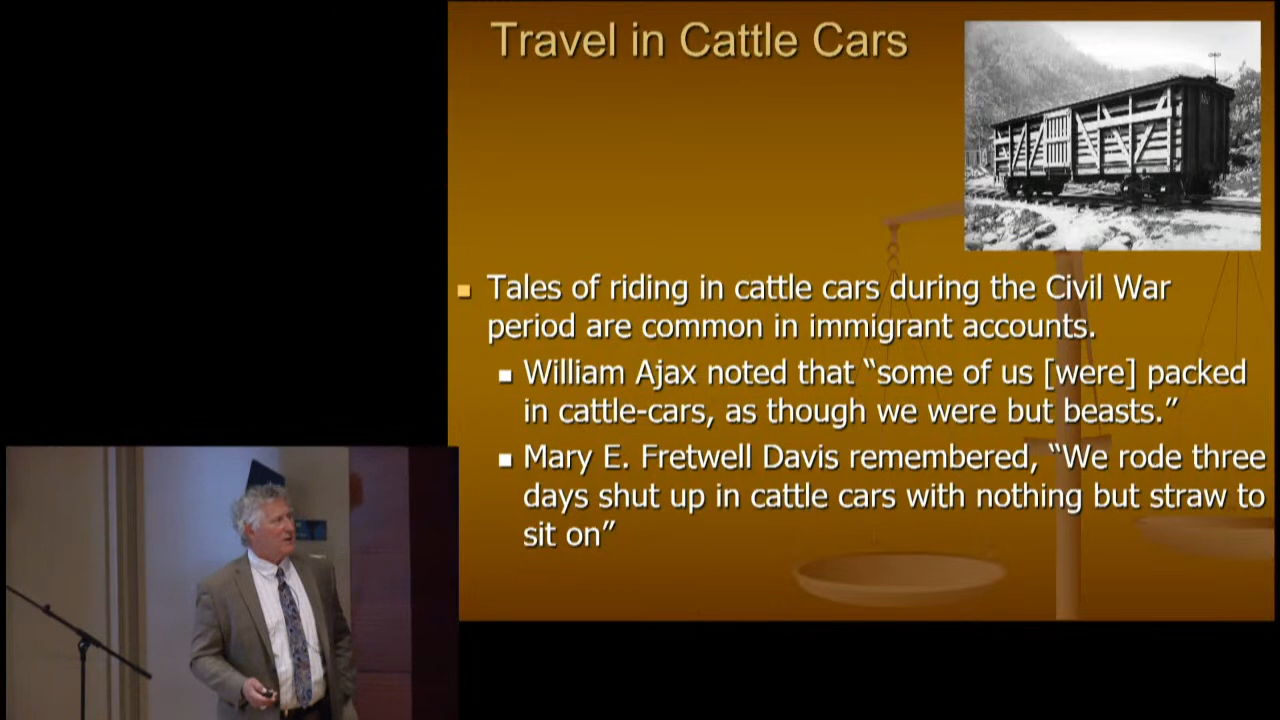 Travel in Cattle Cars
Tales of riding in cattle cars during the Civil War
period are common in immigrant accounts.
William Ajax noted that “some of us [were] packed
in cattle-cars, as though we were but beasts.”
Mary E. Fretwell Davis remembered, “We rode three
days shut up in cattle cars with nothing but straw to
sit on”